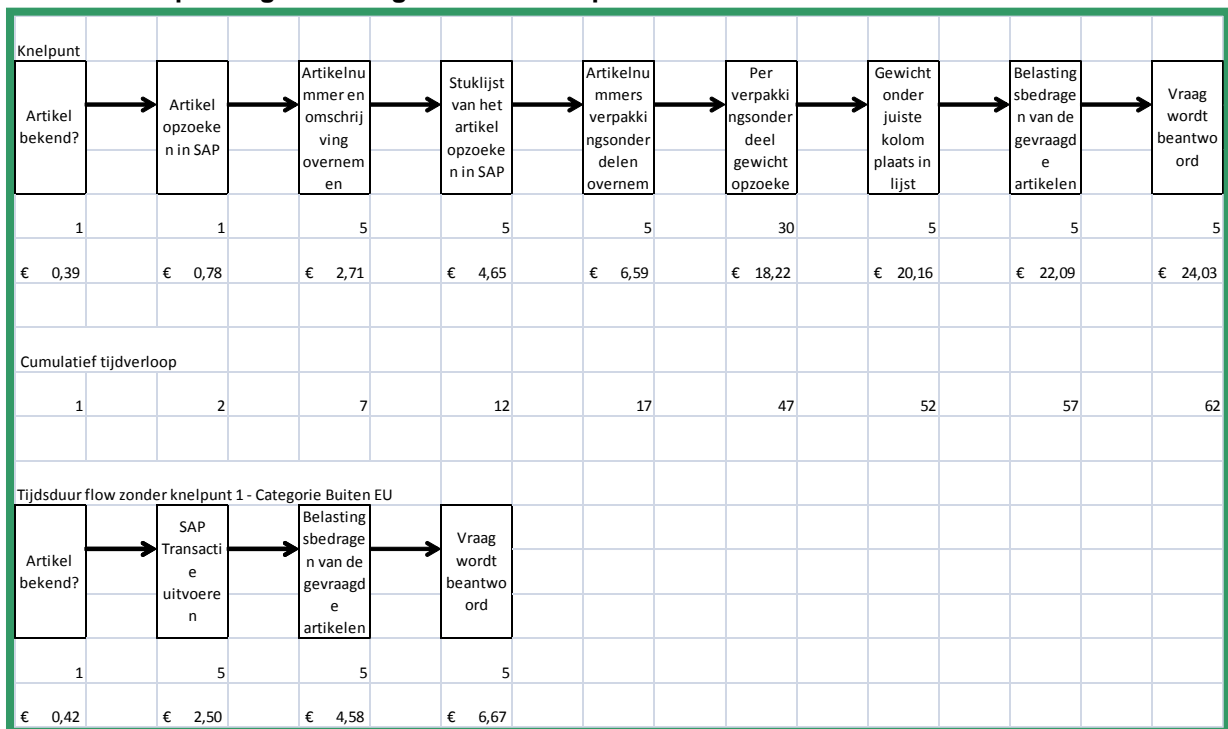 Knelpunt
Artikel
bekend?
Artikel
opzoeke
n in SAP
Artikelnu
mmer en
omschrij
ving
overnem
en
Stuklijst
van het
artikel
opzoeke
n in SAP
Artikelnu
mmers
verpakki
ngsonder
delen
overnem
Per
verpakki
ngsonder
deel
gewicht
opzoeke
Gewicht
onder
juiste
kolom
plaats in
lijst
Belasting
sbedrage
n van de
gevraagd
e
artikelen
Vraag
wordt
beantwo
ord
1 1 5 5 5 30 5 5 5
€ 0,39 € 0,78 € 2,71 € 4,65 € 6,59 € 18,22 € 20,16 € 22,09 € 24,03
Cumulatief tijdverloop
1 2 7 12 17 47 52 57 62
Tijdsduur flow zonder knelpunt 1 - Categorie Buiten EU
Artikel
bekend?
SAP
Transacti
e
uitvoere
n
Belasting
sbedrage
n van de
gevraagd
e
artikelen
Vraag
wordt
beantwo
ord
1 5 5 5
€ 0,42 € 2,50 € 4,58 € 6,67